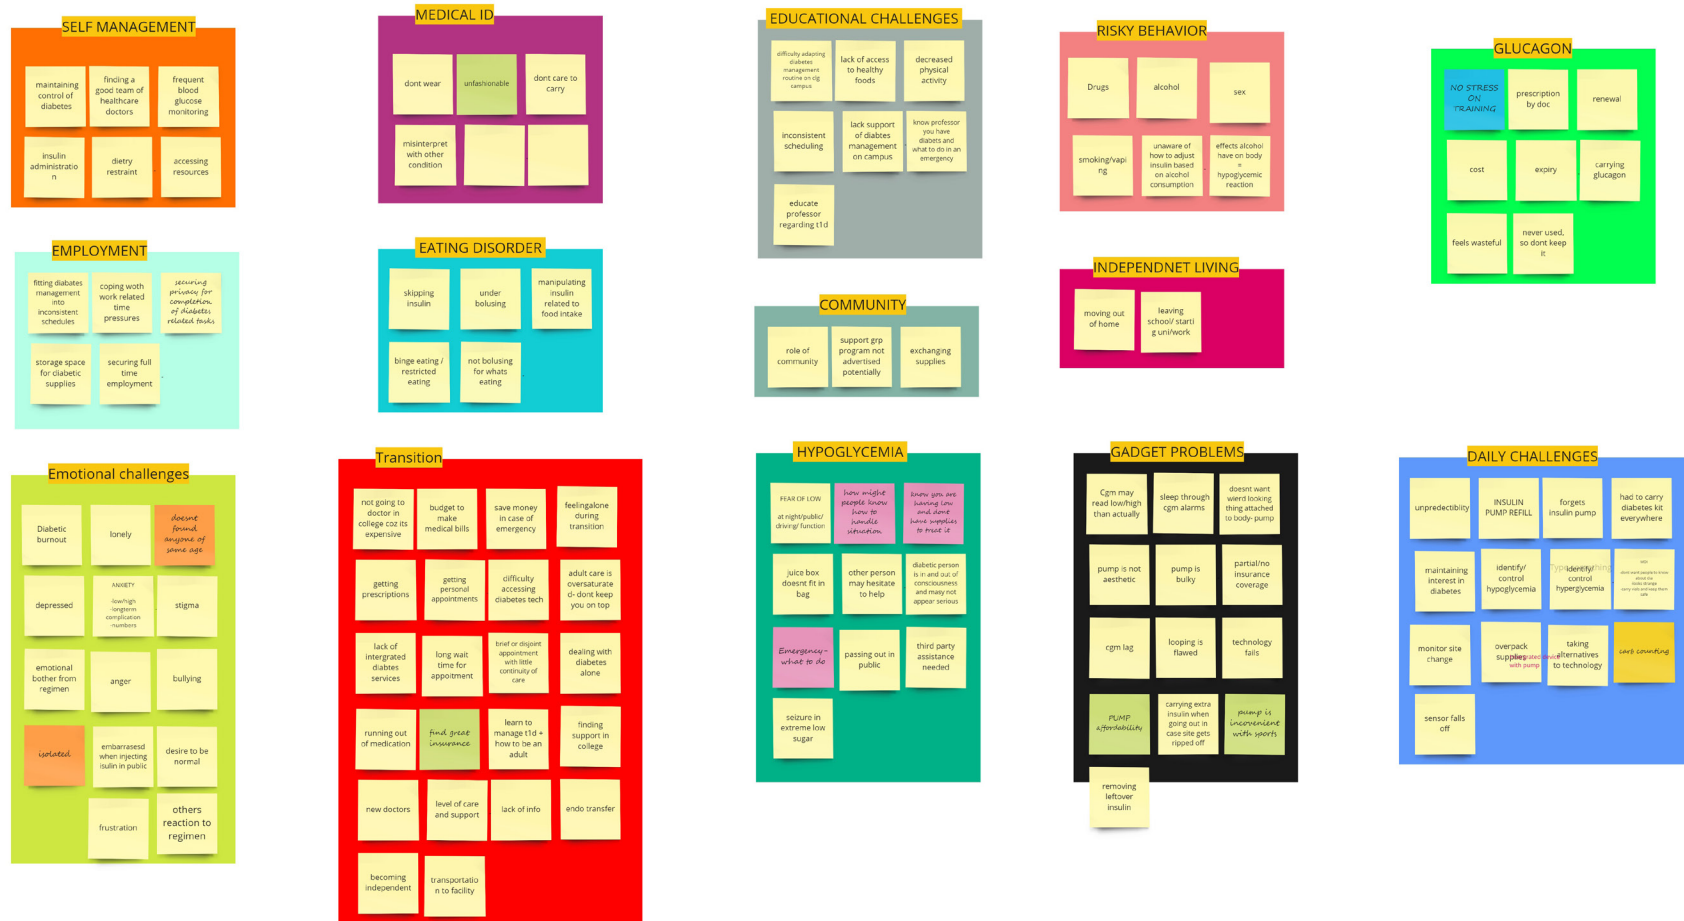 SELF MANAGEMENT
maintaining
control of
diabetes
finding a
good team of
healthcare
doctors
frequent
blood
glucose
monitoring
insulin
administratio
n
dietry
restraint
accessing
resources
MEDICAL ID
dont wear
unfashionable
dont care to
carry
misinterpret
with other
condition
EDUCATIONAL CHALLENGES
difficulty adapting
diabetes
management
routine on clg
campus
lack of access
to healthy
foods
decreased
physical
activity
inconsistent
scheduling
lack support
of diabtes
management
on campus
know professor
you have
diabets and
what to do in an
emergency
educate
professor
regarding t1d
RISKY BEHAVIOR
Drugs
alcohol
sex
smoking/vapi
ng
unaware of
how to adjust
insulin based
on alcohol
consumption
effects alcohol
have on body
=
hypoglycemic
reaction
GLUCAGON
NO STRESS
ON
TRAINING
prescription
by doc
renewal
cost
expiry
carrying
glucagon
feels wasteful
never used,
so dont keep
it
EMPLOYMENT
fitting diabates
management
into
inconsistent
schedules
coping woth
work related
time
pressures
securing
privacy for
completion
of diabetes
related tasks
storage space
for diabetic
supplies
securing full
time
employment
EATING DISORDER
skipping
insulin
under
bolusing
manipulating
insulin
related to
food intake
binge eating /
restricted
eating
not bolusing
for whats
eating
COMMUNITY
role of
community
support grp
program not
advertised
potentially
exchanging
supplies
INDEPENDNET LIVING
moving out
of home
leaving
school/ starti
g uni/work
Emotional challenges
Diabetic
burnout
lonely
doesnt
found
anyone of
same age
depressed
ANXIETY
-low/high
-longterm
complication
-numbers
stigma
emotional
bother from
regimen
anger
bullying
isolated
embarrasesd
when injecting
isulin in public
desire to be
normal
frustration
others
reaction to
regimen
Transition
not going to
doctor in
college coz its
expensive
budget to
make
medical bills
save money
in case of
emergency
feelingalone
during
transition
getting
prescriptions
getting
personal
appointments
difficulty
accessing
diabetes tech
adult care is
oversaturate
d- dont keep
you on top
lack of
intergrated
diabtes
services
long wait
time for
appoitment
brief or disjoint
appointment
with little
continuity of
care
dealing with
diabetes
alone
running out
of medication
find great
insurance
learn to
manage t1d +
how to be an
adult
finding
support in
college
new doctors
level of care
and support
lack of info
endo transfer
becoming
independent
transportatio
n to facility
HYPOGLYCEMIA
FEAR OF LOW
at night/public/
driving/ function
how might
people know
how to
handle
situation
know you are
having low
and dont
have supplies
to treat it
juice box
doesnt fit in
bag
other person
may hesitate
to help
diabetic person
is in and out of
consciousness
and masy not
appear serious
Emergency-
what to do
passing out in
public
third party
assistance
needed
seizure in
extreme low
sugar
GADGET PROBLEMS
Cgm may
read low/high
than actually
sleep through
cgm alarms
doesnt want
wierd looking
thing attached
to body- pump
pump is not
aesthetic
pump is
bulky
partial/no
insurance
coverage
cgm lag
looping is
flawed
technology
fails
PUMP
affordability
carrying extra
insulin when
going out in
case site gets
ripped off
pump is
incovenient
with sports
removing
leftover
insulin
DAILY CHALLENGES
unpredectiblity
INSULIN
PUMP REFILL
forgets
insulin pump
had to carry
diabetes kit
everywhere
maintaining
interest in
diabetes
identify/
control
hypoglycemia
identify/
control
hyperglycemia
monitor site
change
overpack
supplies
with pump
taking
alternatives
to technology
carb counting
sensor falls
off